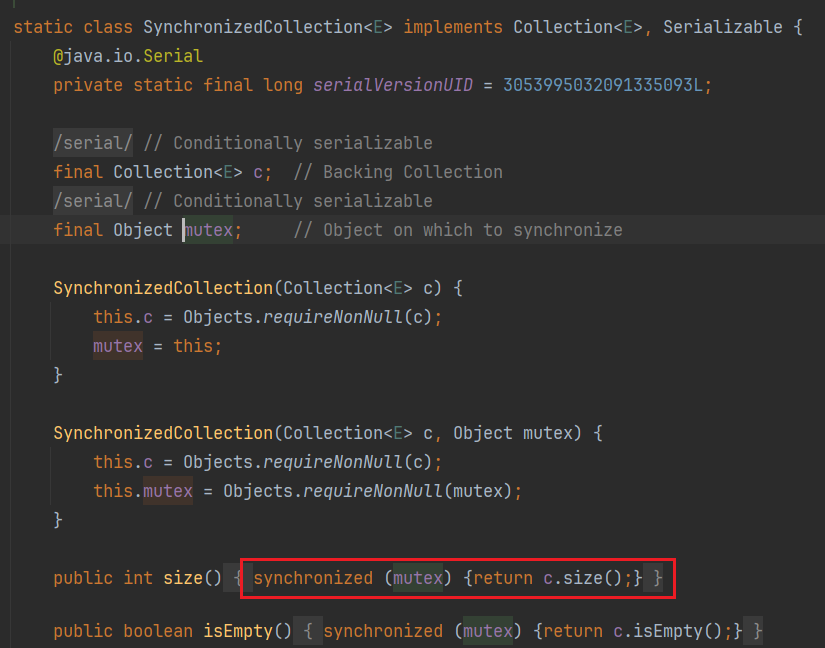 static class SynchronizedCollection<E> implements Collection<E>, Serializable {
@java.io.Serial
private static final long serialVersionUID = 3053995032091335093L;
/serial/ // Conditionally serializable
final Collection<E> c;  // Backing Collection
/serial/ // Conditionally serializable
final Object mutex;     // Object on which to synchronize
SynchronizedCollection(Collection<E> c) {
this.c = Objects.requireNonNull(c);
mutex = this;
}
SynchronizedCollection(Collection<E> c, Object mutex) {
this.c = Objects.requireNonNull(c);
this.mutex = Objects.requireNonNull(mutex);
}
public int size() { synchronized (mutex) {return c.size();} }
public boolean isEmpty() { synchronized (mutex) {return c.isEmpty();} }